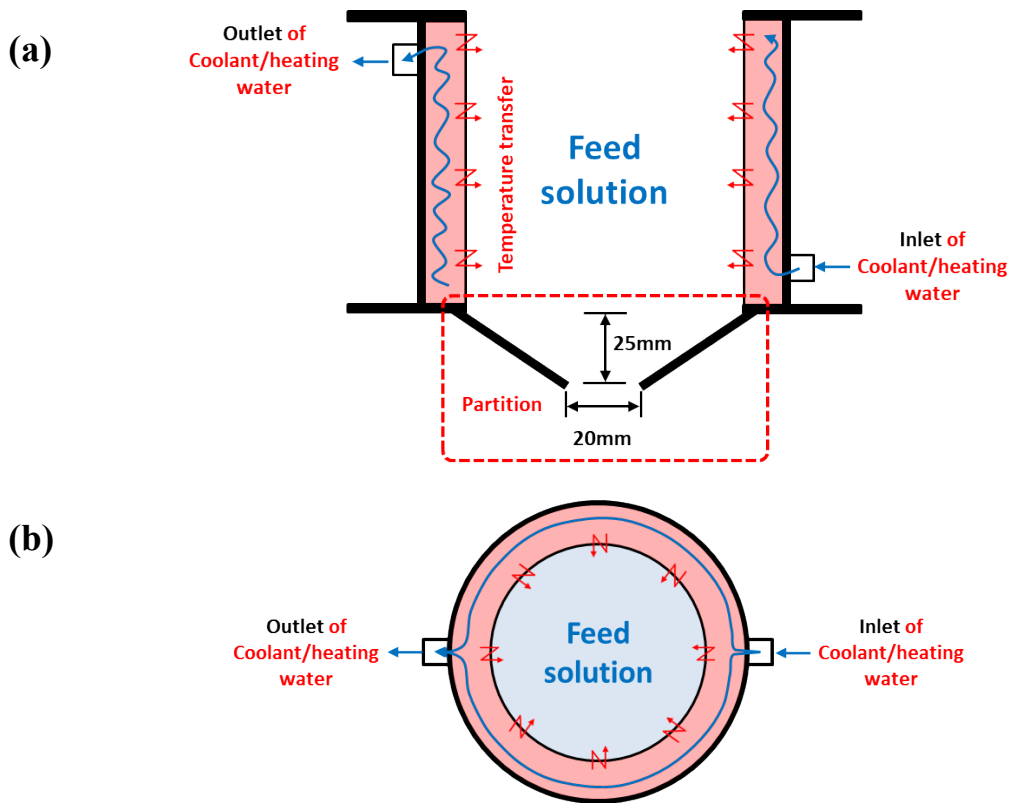 (a)
Outlet of
Coolant/heating
water
Temperature transfer
Feed
solution
Inlet of
Coolant/heating
water
25mm
Partition
20mm
(b)
Outlet of
Coolant/heating
water
Feed
solution
Inlet of
Coolant/heating
water